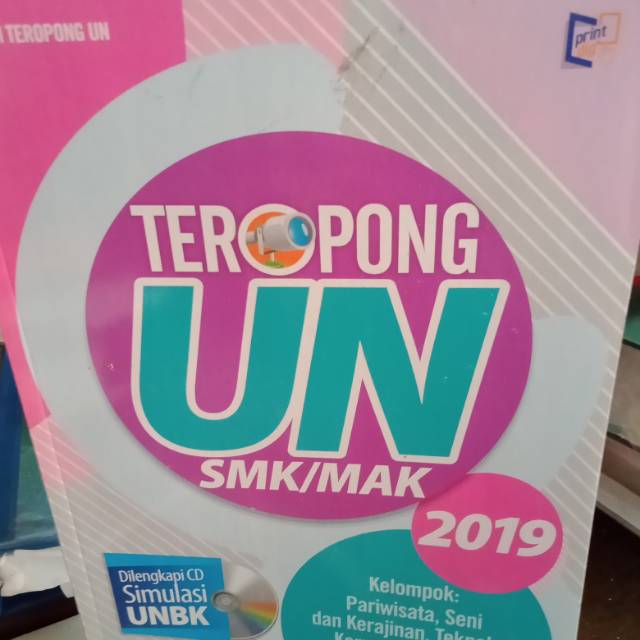 TEROPONG UN
print
TEROPONG
UN
SMK/MAK
2019
Dilengkapi CD
Simulasi
UNBK
Kelompok:
Pariwisata, Seni
dan Kerajinan,